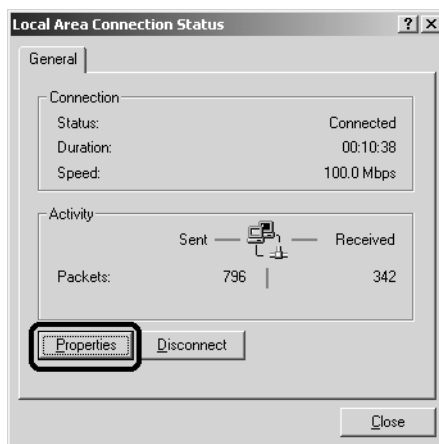 Local Area Connection Status
General
Connection
Status: Connected
Duration: 00:10:38
Speed: 100.0 Mbps
Activity
Sent Received
Packets: 796 342
Properties Disconnect
Close